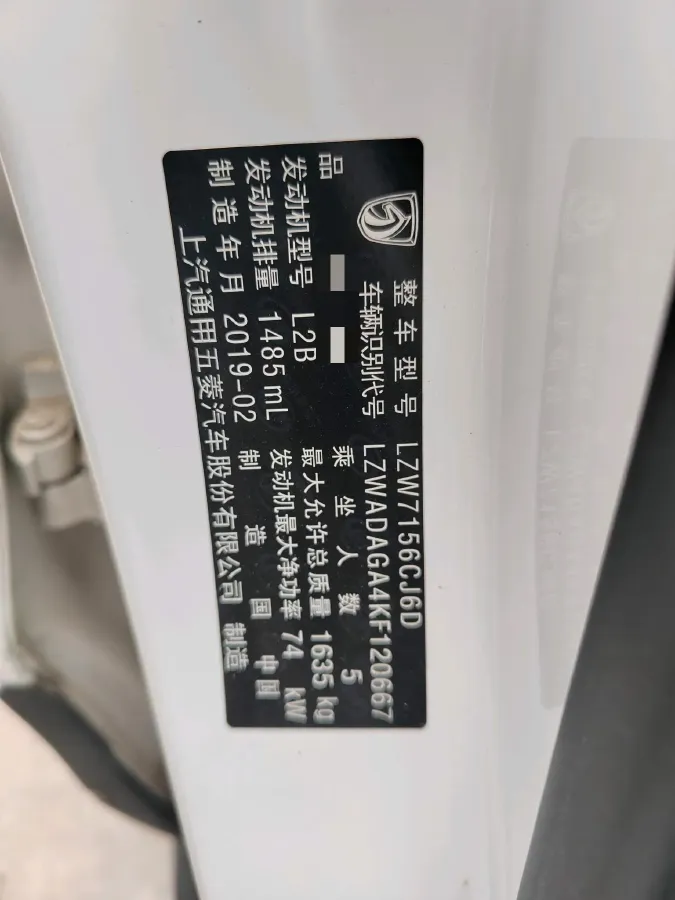 整车型号 LZW7156CJ6D
车辆识别代号 LZWADAGA4KF120667
品 乘坐人数 5
发动机型号 L2B 最大允许总质量 1635 kg
发动机排量 1485 mL 发动机最大净功率 74 kW
制造年月 2019-02 制造国 中国
上汽通用五菱汽车股份有限公司 制造